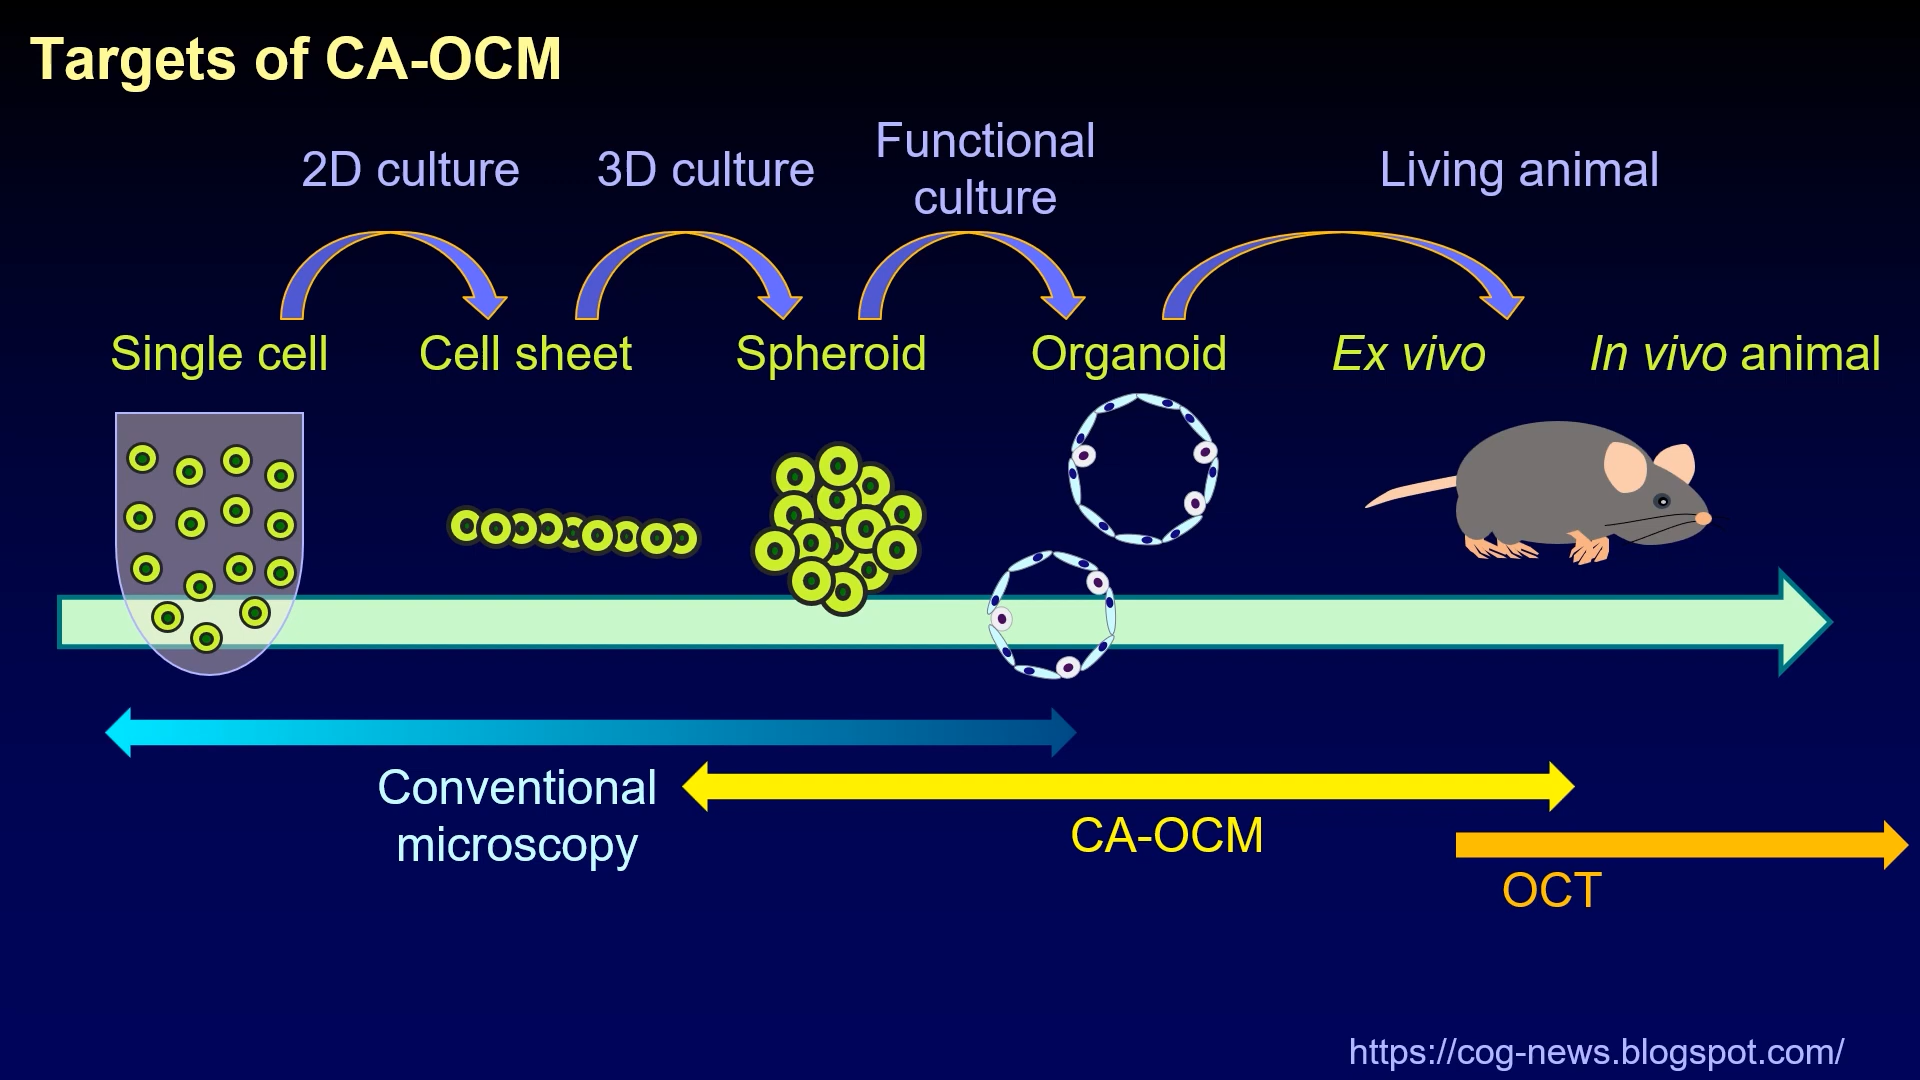 Targets of CA-OCM
2D culture
3D culture
Functional
culture
Living animal
Single cell
Cell sheet
Spheroid
Organoid
Ex vivo
In vivo animal
Conventional
microscopy
CA-OCM
OCT
https://cog-news.blogspot.com/